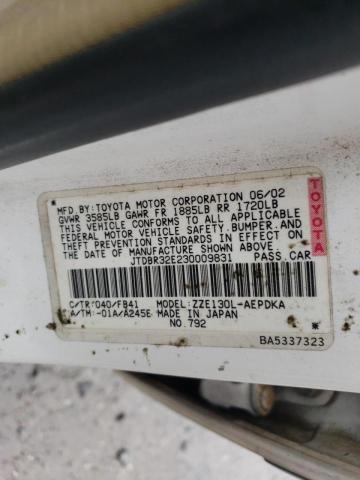 MFD.BY:TOYOTA MOTOR CORPORATION 06/02
GVWR 3585LB GAWR FR 1885LB RR 1720LB
THIS VEHICLE CONFORMS TO ALL APPLICABLE
FEDERAL MOTOR VEHICLE SAFETY,BUMPER,AND
THEFT PREVENTION STANDARDS IN EFFECT ON
THE DATE OF MANUFACTURE SHOWN ABOVE.
JTDBR32E230009831 PASS.CAR
C/TR:040/FB41 MODEL:ZZE130L-AEPDKA
A/TM:-01A/A245E MADE IN JAPAN
NO.792
BA5337323
TOYOTA